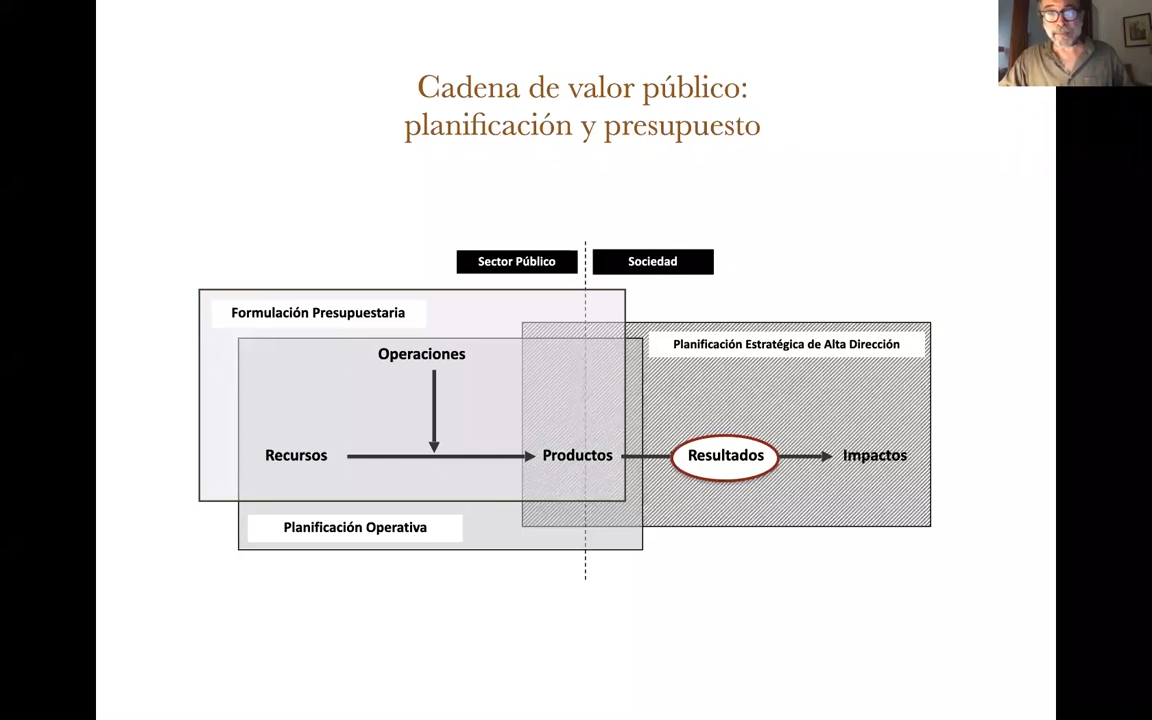 Cadena de valor público:
planificación y presupuesto
Sector Público
Sociedad
Formulación Presupuestaria
Planificación Estratégica de Alta Dirección
Operaciones
Recursos
Productos
Resultados
Impactos
Planificación Operativa